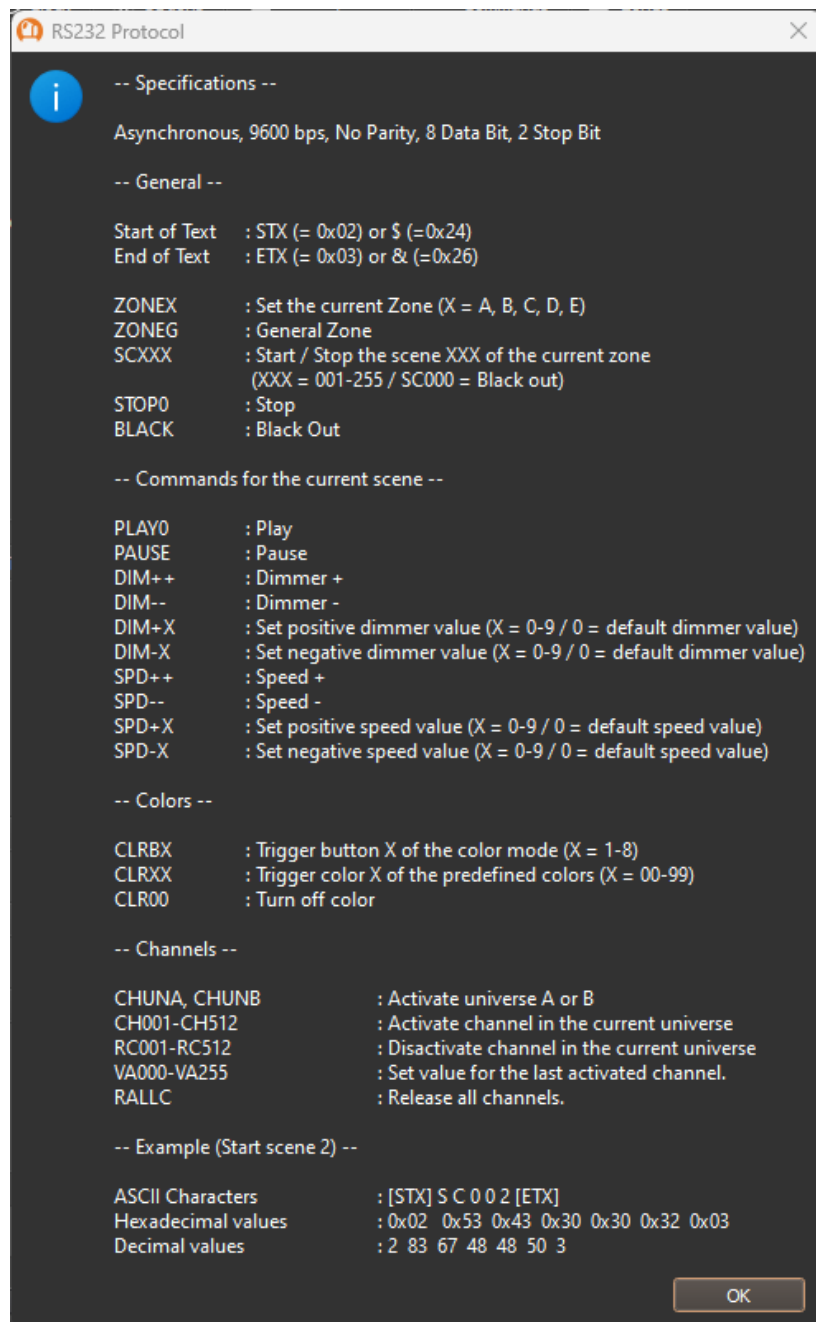 RS232 Protocol
-- Specifications --
Asynchronous, 9600 bps, No Parity, 8 Data Bit, 2 Stop Bit
-- General --
Start of Text : STX (= 0x02) or $ (=0x24)
End of Text : ETX (= 0x03) or & (=0x26)
ZONEX : Set the current Zone (X = A, B, C, D, E)
ZONEG : General Zone
SCXXX : Start / Stop the scene XXX of the current zone
(XXX = 001-255 / SC000 = Black out)
STOP0 : Stop
BLACK : Black Out
-- Commands for the current scene --
PLAY0 : Play
PAUSE : Pause
DIM++ : Dimmer +
DIM-- : Dimmer -
DIM+X : Set positive dimmer value (X = 0-9 / 0 = default dimmer value)
DIM-X : Set negative dimmer value (X = 0-9 / 0 = default dimmer value)
SPD++ : Speed +
SPD-- : Speed -
SPD+X : Set positive speed value (X = 0-9 / 0 = default speed value)
SPD-X : Set negative speed value (X = 0-9 / 0 = default speed value)
-- Colors --
CLRBX : Trigger button X of the color mode (X = 1-8)
CLRXX : Trigger color X of the predefined colors (X = 00-99)
CLR00 : Turn off color
-- Channels --
CHUNA, CHUNB : Activate universe A or B
CH001-CH512 : Activate channel in the current universe
RC001-RC512 : Disactivate channel in the current universe
VA000-VA255 : Set value for the last activated channel.
RALLC : Release all channels.
-- Example (Start scene 2) --
ASCII Characters : [STX] S C 0 0 2 [ETX]
Hexadecimal values : 0x02 0x53 0x43 0x30 0x30 0x32 0x03
Decimal values : 2 83 67 48 48 50 3
OK